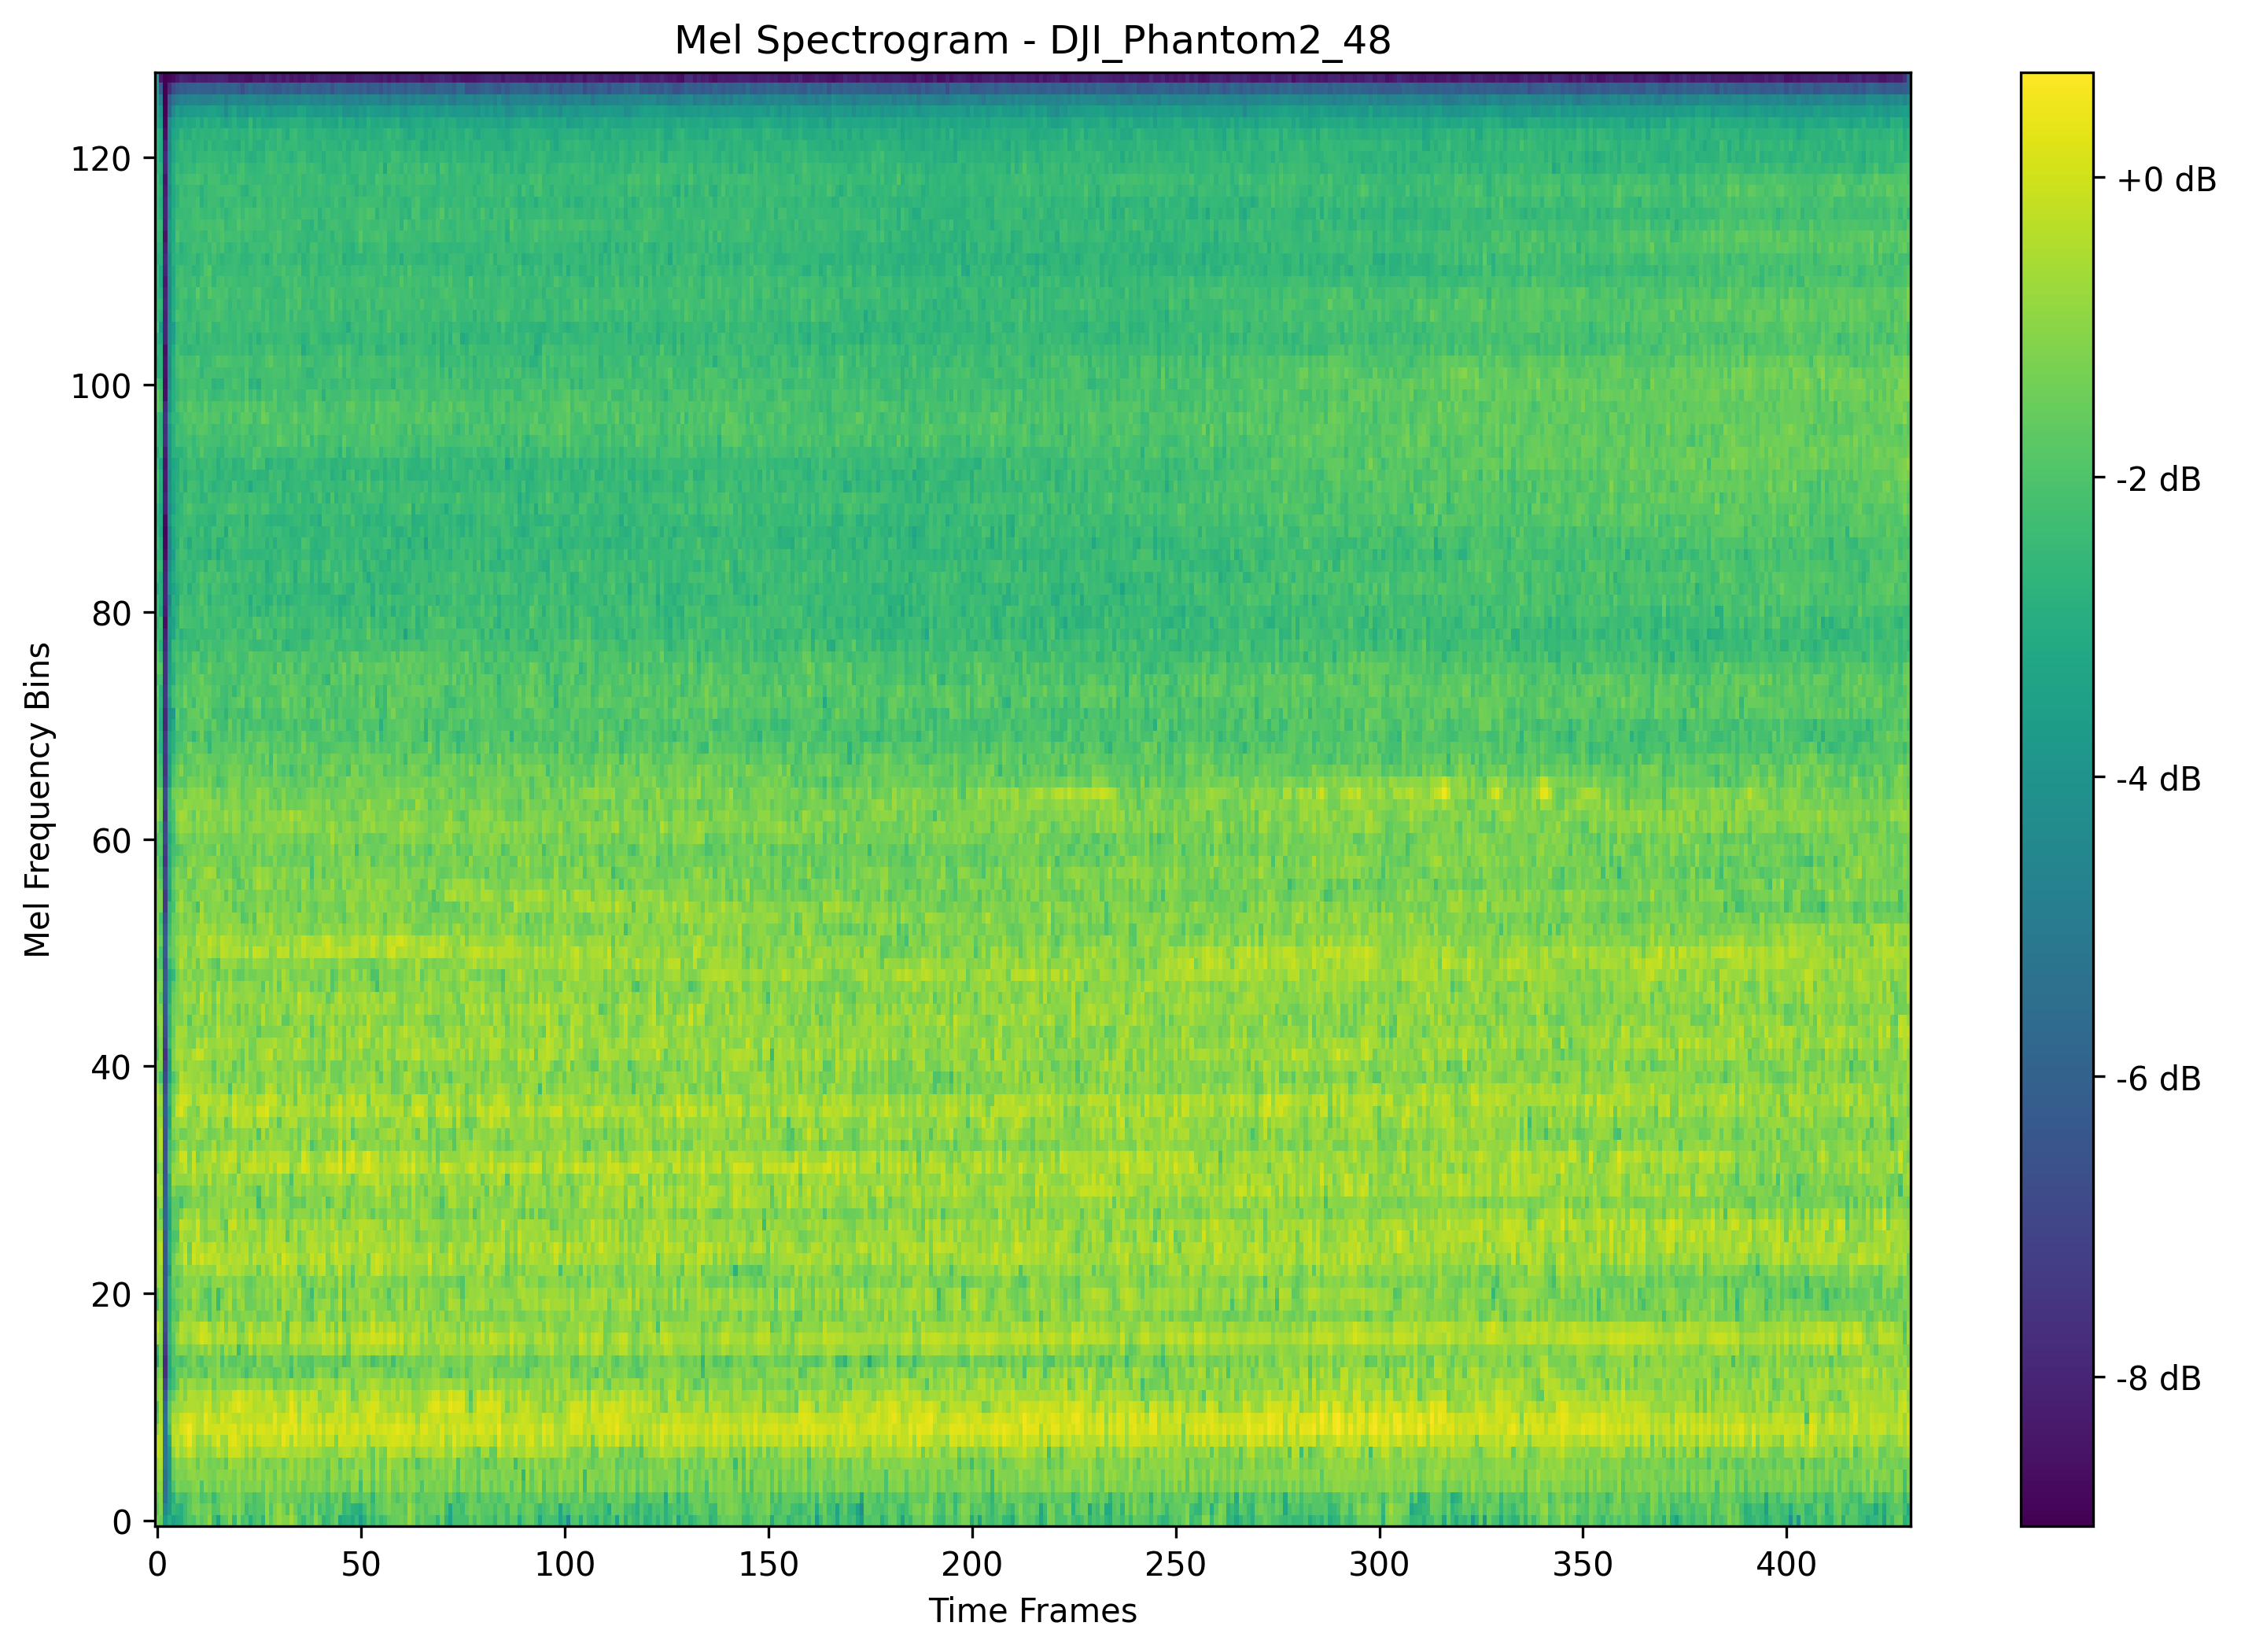 Mel Spectrogram - DJI_Phantom2_48
Mel Frequency Bins
120
100
80
60
40
20
0
0 50 100 150 200 250 300 350 400
Time Frames
+0 dB
-2 dB
-4 dB
-6 dB
-8 dB